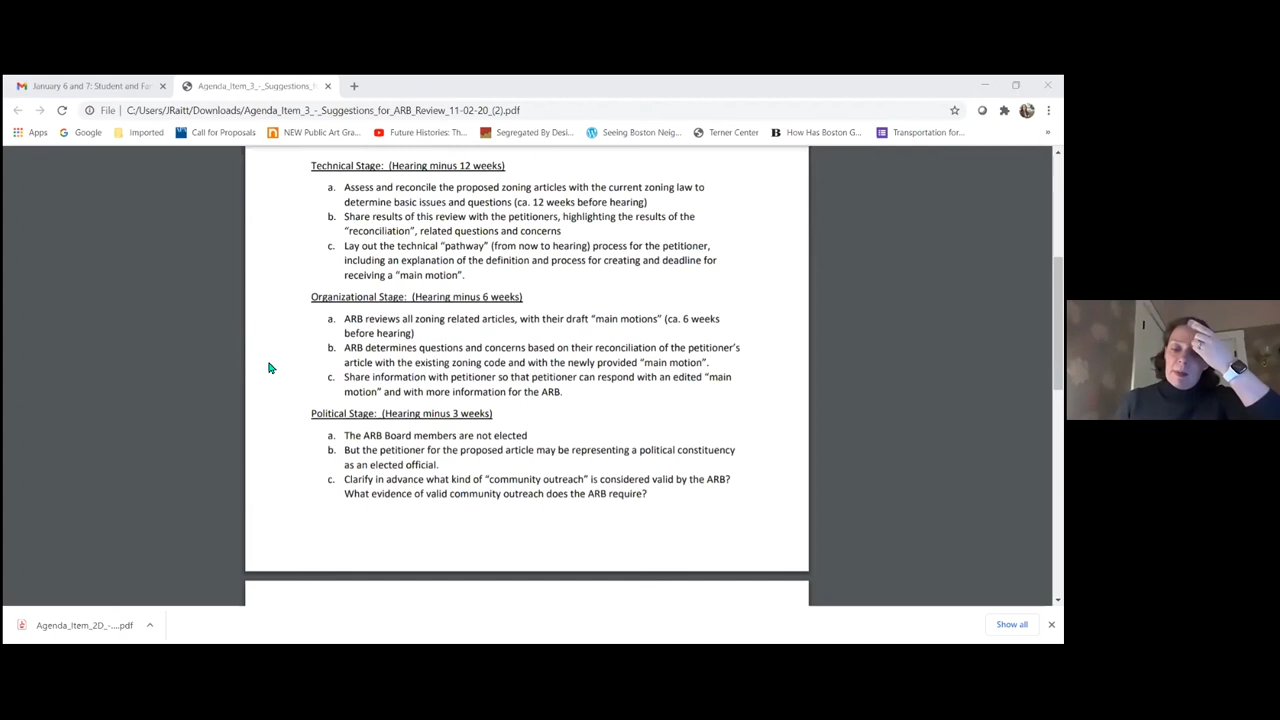 January 6 and 7: Student and Fa
Agenda_Item_3_-_Suggestions_f
File | C:/Users/JRaitt/Downloads/Agenda_Item_3_-_Suggestions_for_ARB_Review_11-02-20_(2).pdf
Apps Google Imported Call for Proposals NEW Public Art Gra... Future Histories: Th... Segregated By Desi... Seeing Boston Neig... Terner Center How Has Boston G... Transportation for... »
Technical Stage: (Hearing minus 12 weeks)
a. Assess and reconcile the proposed zoning articles with the current zoning law to
determine basic issues and questions (ca. 12 weeks before hearing)
b. Share results of this review with the petitioners, highlighting the results of the
“reconciliation”, related questions and concerns
c. Lay out the technical “pathway” (from now to hearing) process for the petitioner,
including an explanation of the definition and process for creating and deadline for
receiving a “main motion”.
Organizational Stage: (Hearing minus 6 weeks)
a. ARB reviews all zoning related articles, with their draft “main motions” (ca. 6 weeks
before hearing)
b. ARB determines questions and concerns based on their reconciliation of the petitioner’s
article with the existing zoning code and with the newly provided “main motion”.
c. Share information with petitioner so that petitioner can respond with an edited “main
motion” and with more information for the ARB.
Political Stage: (Hearing minus 3 weeks)
a. The ARB Board members are not elected
b. But the petitioner for the proposed article may be representing a political constituency
as an elected official.
c. Clarify in advance what kind of “community outreach” is considered valid by the ARB?
What evidence of valid community outreach does the ARB require?
Agenda_Item_2D_-....pdf
Show all